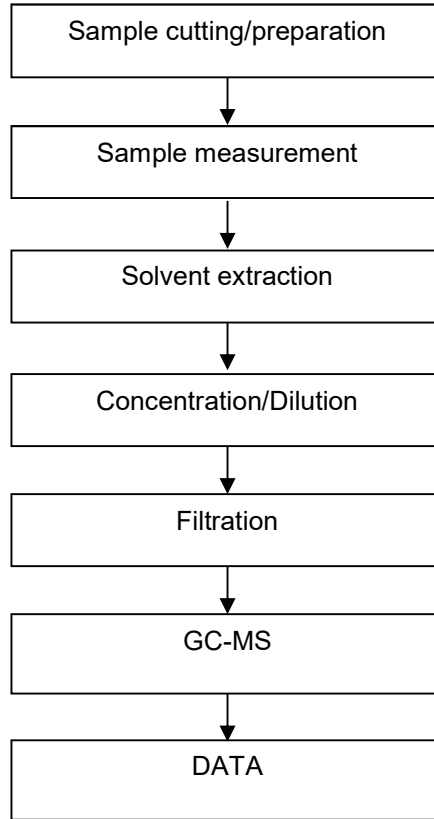 Sample cutting/preparation
Sample measurement
Solvent extraction
Concentration/Dilution
Filtration
GC-MS
DATA